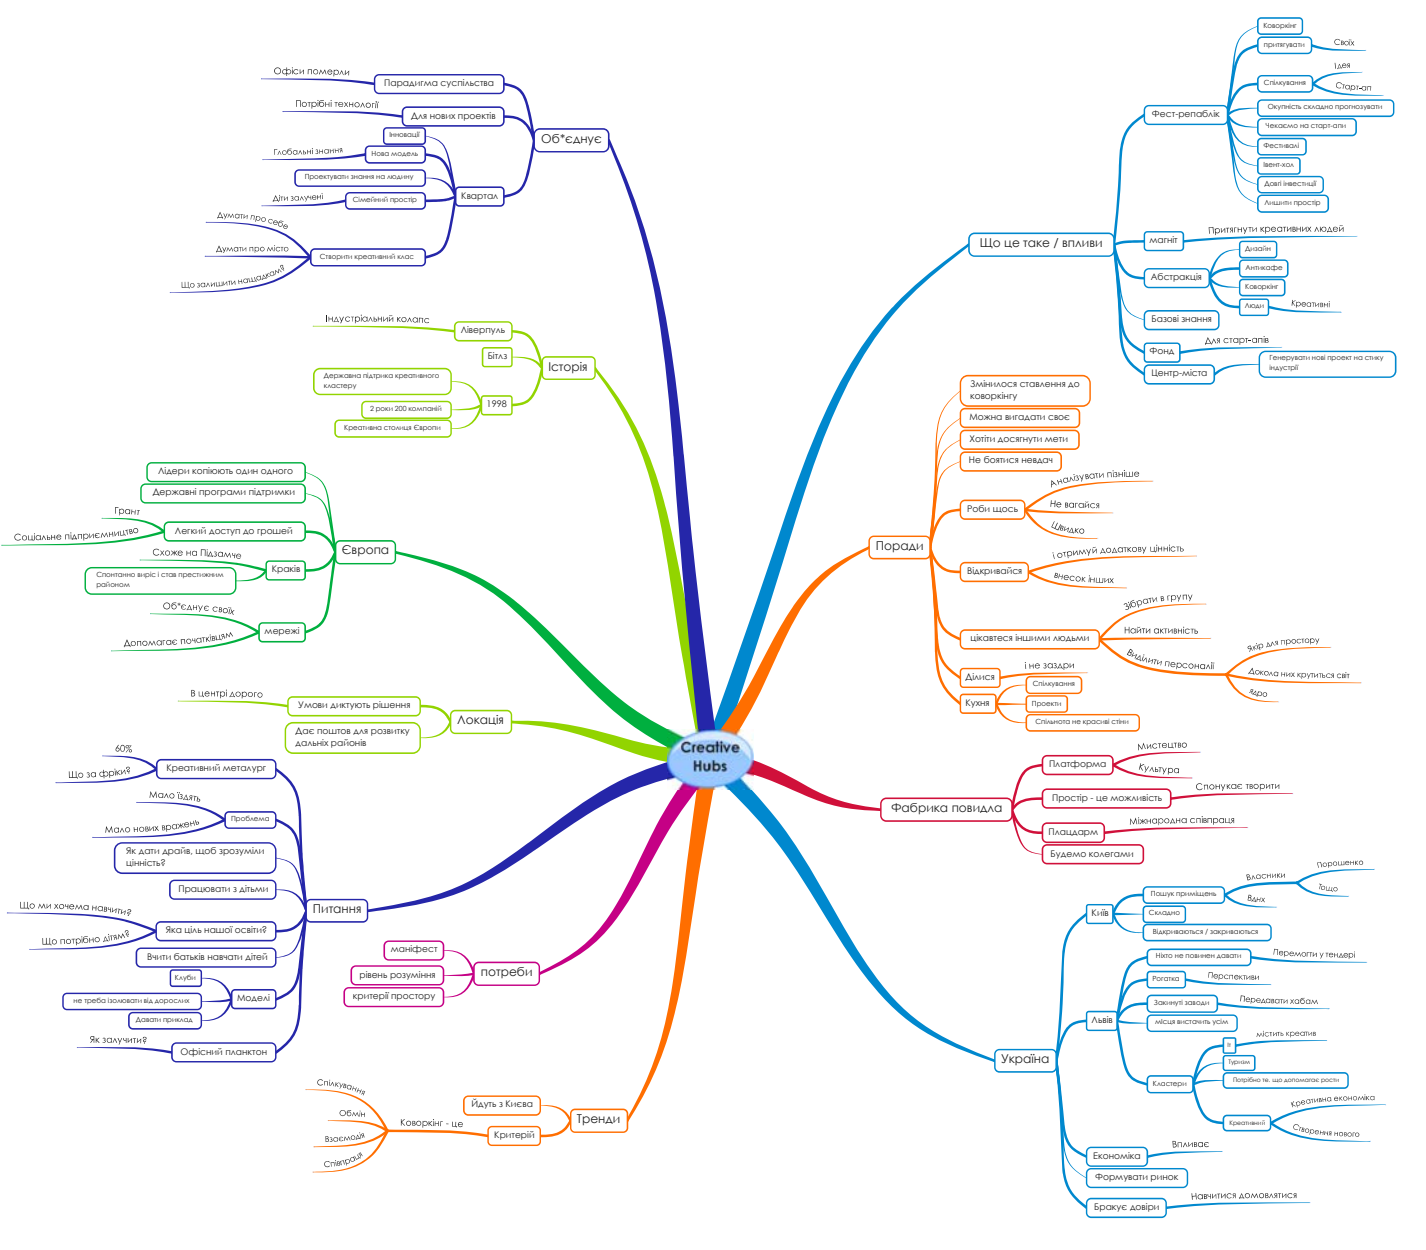 Creative
Hubs
Що це таке / впливи
Фест-репаблік
Коворкінг
притягувати
Своїх
Спілкування
Ідея
Старт-ап
Окупність складно прогнозувати
Чекаємо на старт-апи
Фестивалі
Івент-хол
Довгі інвестиції
Лишити простір
магніт
Притягнути креативних людей
Абстракція
Дизайн
Антикафе
Коворкінг
Люди
Креативні
Базові знання
Фонд
Для старт-апів
Центр-міста
Генерувати нові проект на стику
індустрії
Поради
Змінилося ставлення до
коворкінгу
Можна вигадати своє
Хотіти досягнути мети
Не боятися невдач
Роби щось
Аналізувати пізніше
Не вагайся
Швидко
Відкривайся
і отримуй додаткову цінність
внесок інших
цікавтеся іншими людьми
Зібрати в групу
Найти активність
Виділити персоналії
Якір для простору
Докола них крутиться світ
ядро
Ділися
і не заздри
Кухня
Спілкування
Проекти
Спільнота не красиві стіни
Фабрика повидла
Платформа
Мистецтво
Культура
Простір - це можливість
Спонукає творити
Плацдарм
Міжнародна співпраця
Будемо колегами
Україна
Київ
Пошук приміщень
Власники
Порошенко
Тощо
Вднх
Складно
Відкриваються / закриваються
Львів
Ніхто не повинен давати
Перемогти у тендері
Рогатка
Перспективи
Закинуті заводи
Передавати хабам
місця вистачить усім
Кластери
It
містить креатив
Туризм
Потрібно те. що допомагає рости
Креативний
Креативна економіка
Створення нового
Економіка
Впливає
Формувати ринок
Бракує довіри
Навчитися домовлятися
Об*єднує
Парадигма суспільства
Офіси померли
Для нових проектів
Потрібні технології
Квартал
Інновації
Нова модель
Глобальні знання
Проектувати знання на людину
Сімейний простір
Діти залучені
Створити креативний клас
Думати про себе
Думати про місто
Що залишити нащадкам?
Історія
Ліверпуль
Індустріальний колапс
Бітлз
1998
Державна підтрика креативного
кластеру
2 роки 200 компаній
Креативна столиця Європи
Європа
Лідери копіюють один одного
Державні програми підтримки
Легкий доступ до грошей
Грант
Соціальне підприємництво
Краків
Схоже на Підзамче
Спонтанно виріс і став престижним
районом
мережі
Об*єднує своїх
Допомагає початківцям
Локація
Умови диктують рішення
В центрі дорого
Дає поштов для розвитку
дальніх районів
Питання
Креативний металург
60%
Що за фріки?
Проблема
Мало їздять
Мало нових вражень
Як дати драйв, щоб зрозуміли
цінність?
Працювати з дітьми
Яка ціль нашої освіти?
Що ми хочема навчити?
Що потрібно дітям?
Вчити батьків навчати дітей
Моделі
Клуби
не треба ізолювати від дорослих
Давати приклад
Офісний планктон
Як залучити?
потреби
маніфест
рівень розуміння
критерії простору
Тренди
Йдуть з Києва
Критерій
Коворкінг - це
Спілкування
Обмін
Взаємодія
Співпраця